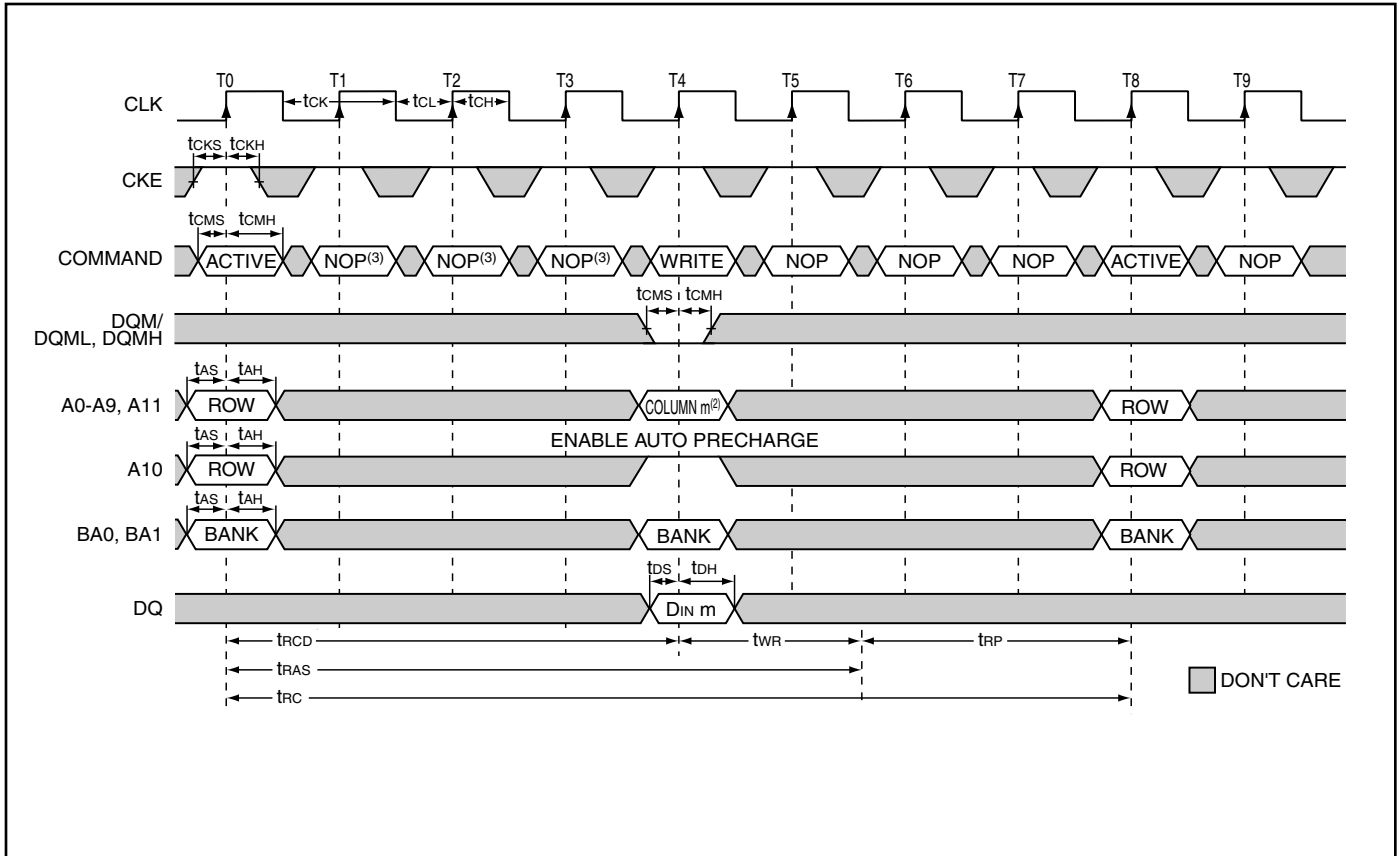 T0 T1 T2 T3 T4 T5 T6 T7 T8 T9
CLK tCK tCL tCH
tCKS tCKH
CKE
tCMS tCMH
COMMAND ACTIVE NOP(3) NOP(3) NOP(3) WRITE NOP NOP NOP ACTIVE NOP
tCMS tCMH
DQM/
DQML, DQMH
tAS tAH
A0-A9, A11 ROW COLUMN m(2) ROW
tAS tAH ENABLE AUTO PRECHARGE
A10 ROW ROW
tAS tAH
BA0, BA1 BANK BANK BANK
tDS tDH
DQ DIN m
tRCD tWR tRP
tRAS
DON'T CARE
tRC